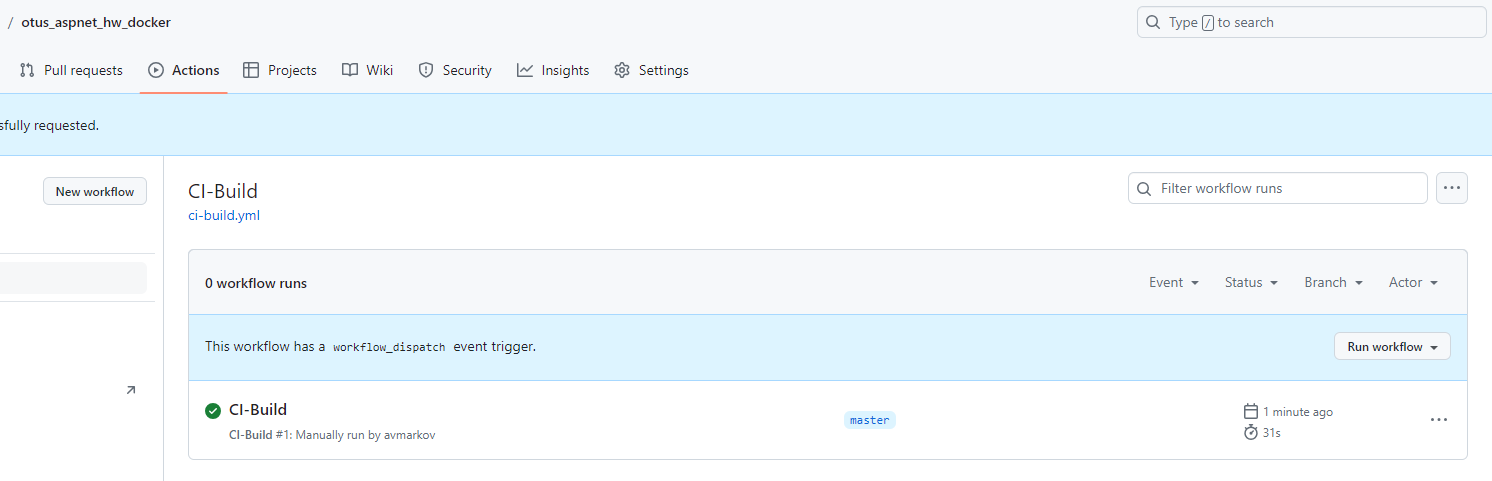 / otus_aspnet_hw_docker
Type / to search
Pull requests Actions Projects Wiki Security Insights Settings
sfully requested.
New workflow
CI-Build
Filter workflow runs
ci-build.yml
0 workflow runs
Event Status Branch Actor
This workflow has a workflow_dispatch event trigger.
Run workflow
CI-Build
CI-Build #1: Manually run by avmarkov
master
1 minute ago
31s